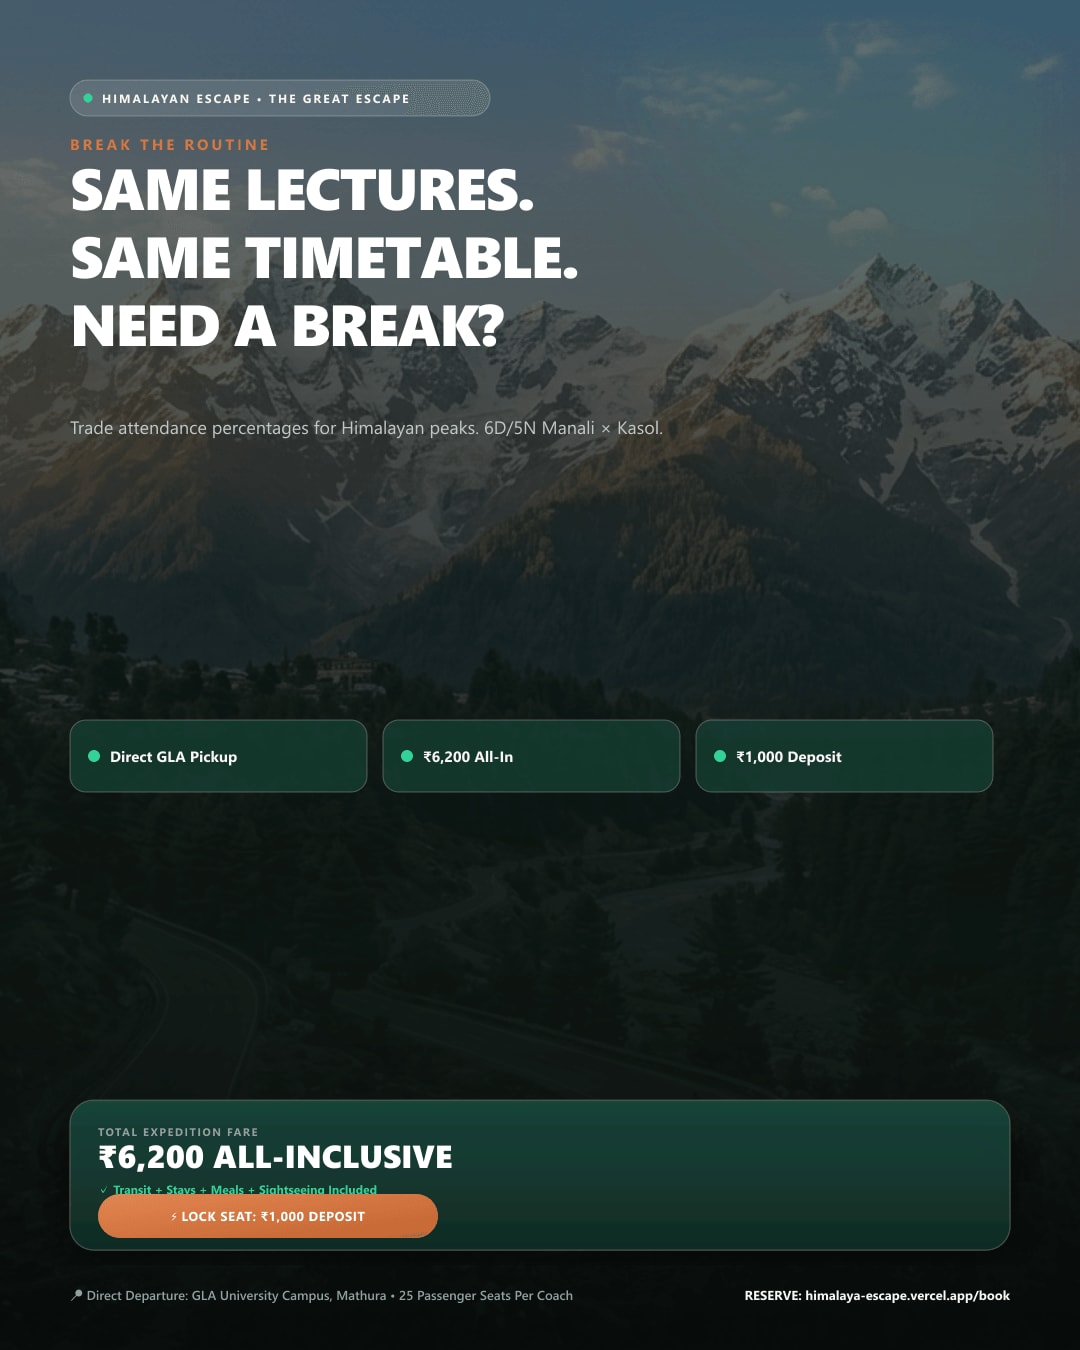 HIMALAYAN ESCAPE • THE GREAT ESCAPE
BREAK THE ROUTINE
SAME LECTURES.
SAME TIMETABLE.
NEED A BREAK?
Trade attendance percentages for Himalayan peaks. 6D/5N Manali × Kasol.
Direct GLA Pickup
₹6,200 All-In
₹1,000 Deposit
TOTAL EXPEDITION FARE
₹6,200 ALL-INCLUSIVE
✓ Transit + Stays + Meals + Sightseeing Included
⚡ LOCK SEAT: ₹1,000 DEPOSIT
📍 Direct Departure: GLA University Campus, Mathura • 25 Passenger Seats Per Coach
RESERVE: himalaya-escape.vercel.app/book